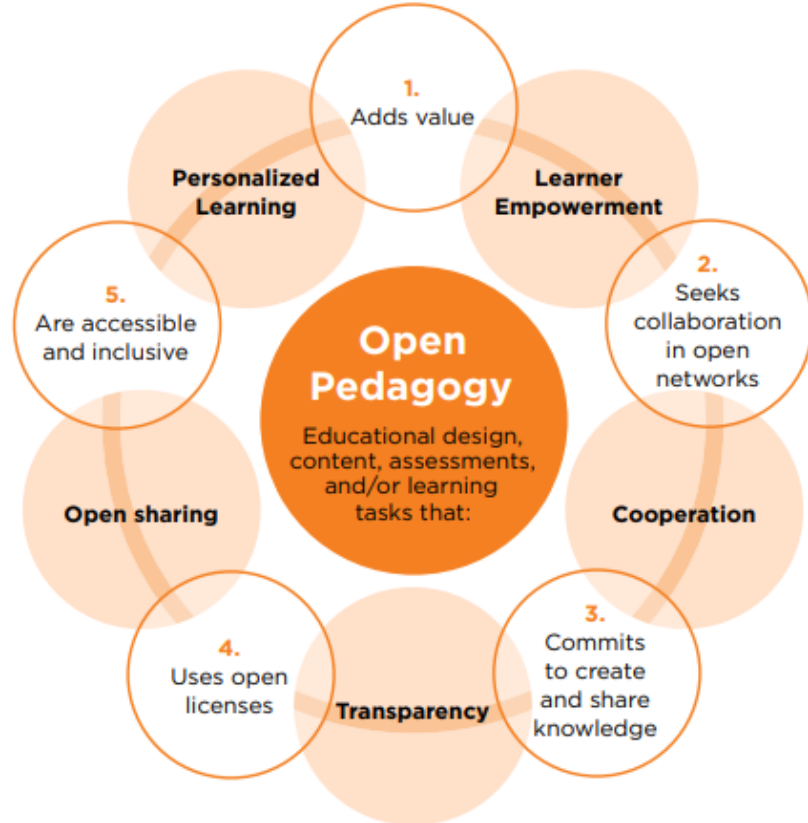 1.
Adds value
Personalized
Learning
Learner
Empowerment
2.
Seeks
collaboration
in open
networks
5.
Are accessible
and inclusive
Open
Pedagogy
Educational design,
content, assessments,
and/or learning
tasks that:
Open sharing
Cooperation
3.
Commits
to create
and share
knowledge
4.
Uses open
licenses
Transparency